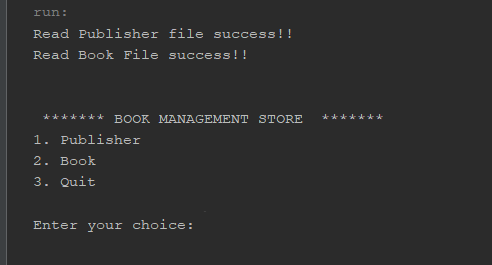 run:
Read Publisher file success!!
Read Book File success!!
******* BOOK MANAGEMENT STORE  *******
1. Publisher
2. Book
3. Quit
Enter your choice: